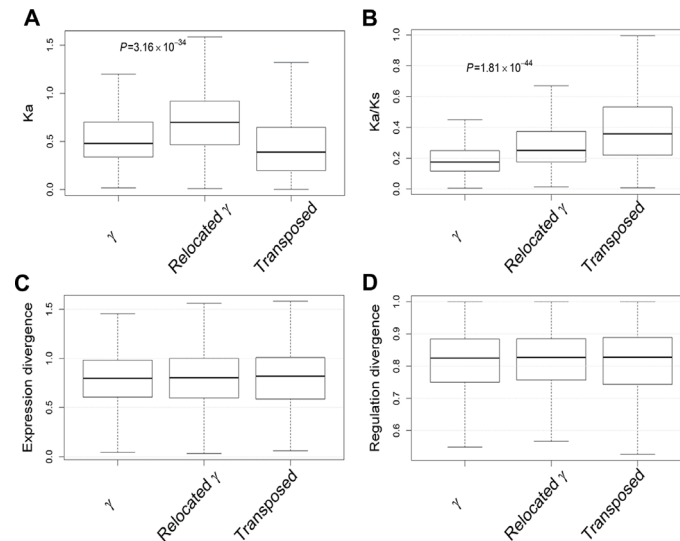 A
B
P=3.16×10⁻³⁴
P=1.81×10⁻⁴⁴
Ka
0.0
0.5
1.0
1.5
Ka/Ks
0.0
0.2
0.4
0.6
0.8
1.0
γ
Relocated γ
Transposed
γ
Relocated γ
Transposed
C
D
Expression divergence
0.0
0.5
1.0
1.5
Regulation divergence
0.6
0.7
0.8
0.9
1.0
γ
Relocated γ
Transposed
γ
Relocated γ
Transposed